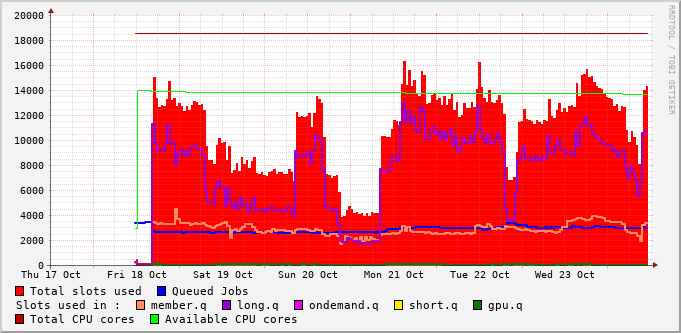 20000
18000
16000
14000
12000
10000
8000
6000
4000
2000
0
Thu 17 Oct Fri 18 Oct Sat 19 Oct Sun 20 Oct Mon 21 Oct Tue 22 Oct Wed 23 Oct
RRDTOOL / TOBI OETIKER
Total slots used Queued Jobs
Slots used in : member.q long.q ondemand.q short.q gpu.q
Total CPU cores Available CPU cores